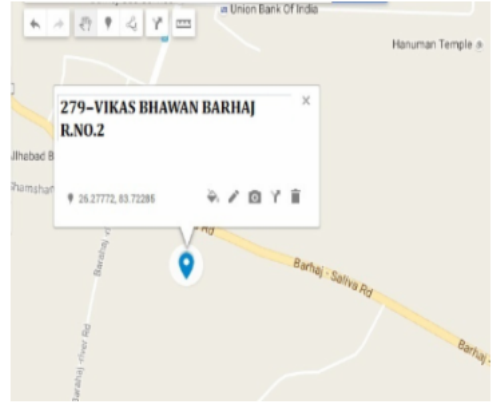 Union Bank Of India
Hanuman Temple
279-VIKAS BHAWAN BARHAJ
R.NO.2
26.27772, 83.72286
Rd
Barhaj - Saliva Rd
Barhaj -